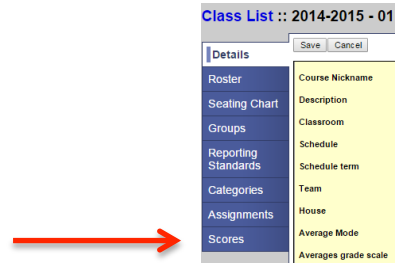 Class List :: 2014-2015 - 01
Details
Save Cancel
Roster
Seating Chart
Groups
Reporting
Standards
Categories
Assignments
Scores
Course Nickname
Description
Classroom
Schedule
Schedule term
Team
House
Average Mode
Averages grade scale